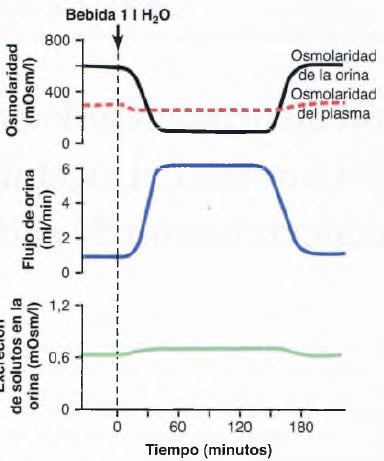 Bebida 1 l H₂O
Osmolaridad
(mOsm/l)
800
400
0
Osmolaridad
de la orina
Osmolaridad
del plasma
Flujo de orina
(ml/min)
6
4
2
0
Excreción
de solutos en la
orina (mOsm/l)
1,2
0,6
0
0
60
120
180
Tiempo (minutos)